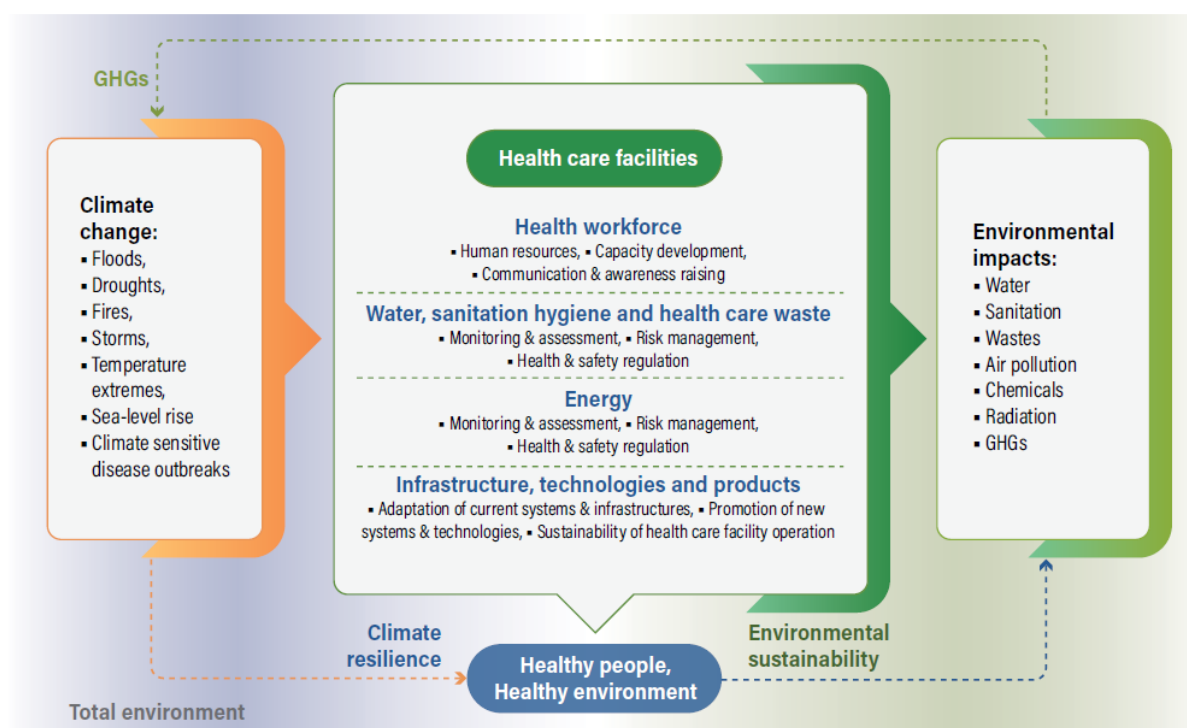 GHGs
Climate
change:
▪ Floods,
▪ Droughts,
▪ Fires,
▪ Storms,
▪ Temperature
extremes,
▪ Sea-level rise
▪ Climate sensitive
disease outbreaks
Health care facilities
Health workforce
▪ Human resources, ▪ Capacity development,
▪ Communication & awareness raising
Water, sanitation hygiene and health care waste
▪ Monitoring & assessment, ▪ Risk management,
▪ Health & safety regulation
Energy
▪ Monitoring & assessment, ▪ Risk management,
▪ Health & safety regulation
Infrastructure, technologies and products
▪ Adaptation of current systems & infrastructures, ▪ Promotion of new
systems & technologies, ▪ Sustainability of health care facility operation
Environmental
impacts:
▪ Water
▪ Sanitation
▪ Wastes
▪ Air pollution
▪ Chemicals
▪ Radiation
▪ GHGs
Climate
resilience
Healthy people,
Healthy environment
Environmental
sustainability
Total environment